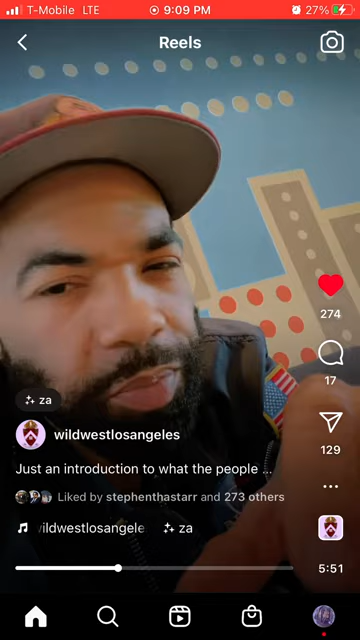 T-Mobile LTE 9:09 PM 27%
Reels
274
17
za
wildwestlosangeles
129
Just an introduction to what the people ...
Liked by stephenthastarr and 273 others
ildwestlosangele za
5:51